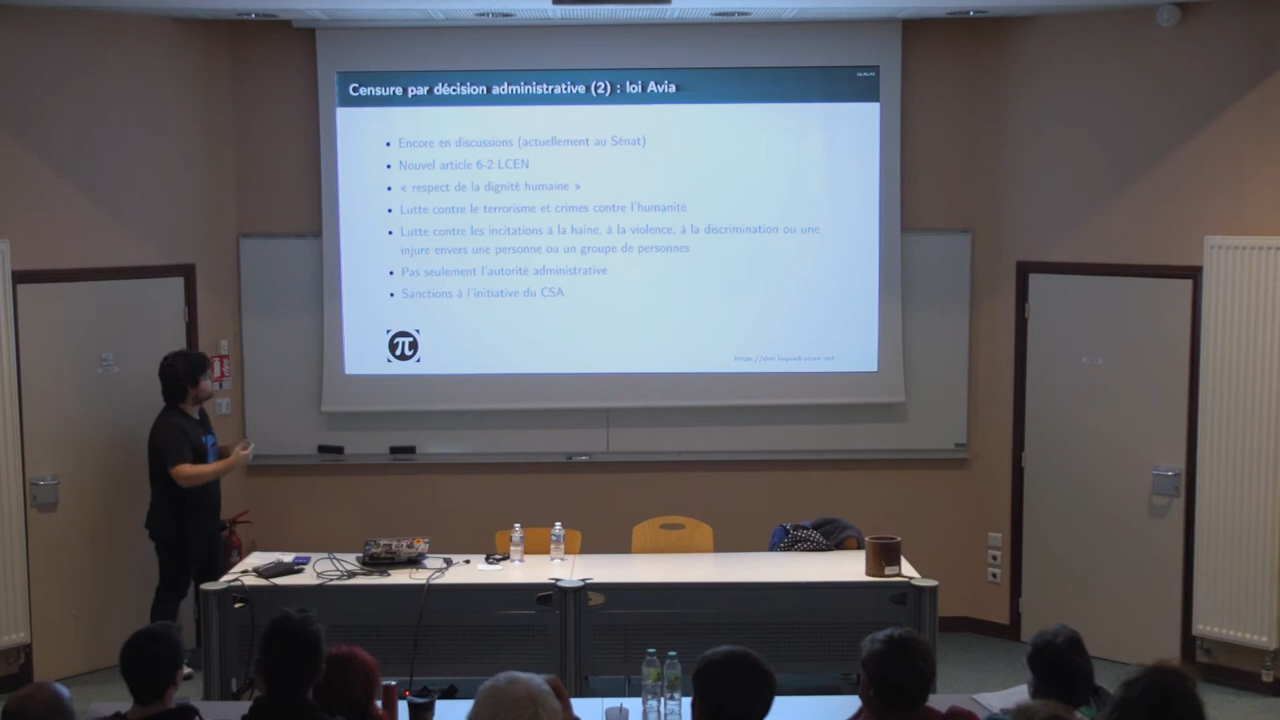 Censure par décision administrative (2) : loi Avia
Encore en discussions (actuellement au Sénat)
Nouvel article 6-2 LCEN
« respect de la dignité humaine »
Lutte contre le terrorisme et crimes contre l'humanité
Lutte contre les incitations à la haine, à la violence, à la discrimination ou une
injure envers une personne ou un groupe de personnes
Pas seulement l'autorité administrative
Sanctions à l'initiative du CSA
π